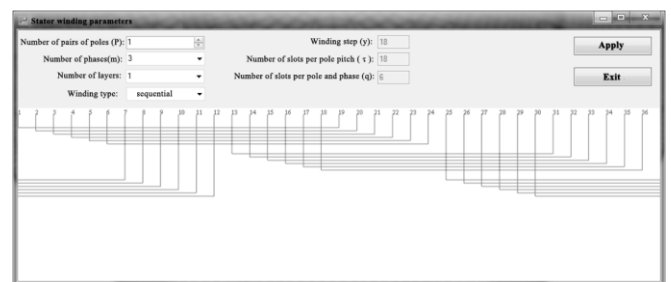 Stator winding parameters
Number of pairs of poles (P): 1 Winding step (y): 18 Apply
Number of phases(m): 3 Number of slots per pole pitch ( τ ): 18
Number of layers: 1 Number of slots per pole and phase (q): 6 Exit
Winding type: sequential
1 2 3 4 5 6 7 8 9 10 11 12 13 14 15 16 17 18 19 20 21 22 23 24 25 26 27 28 29 30 31 32 33 34 35 36